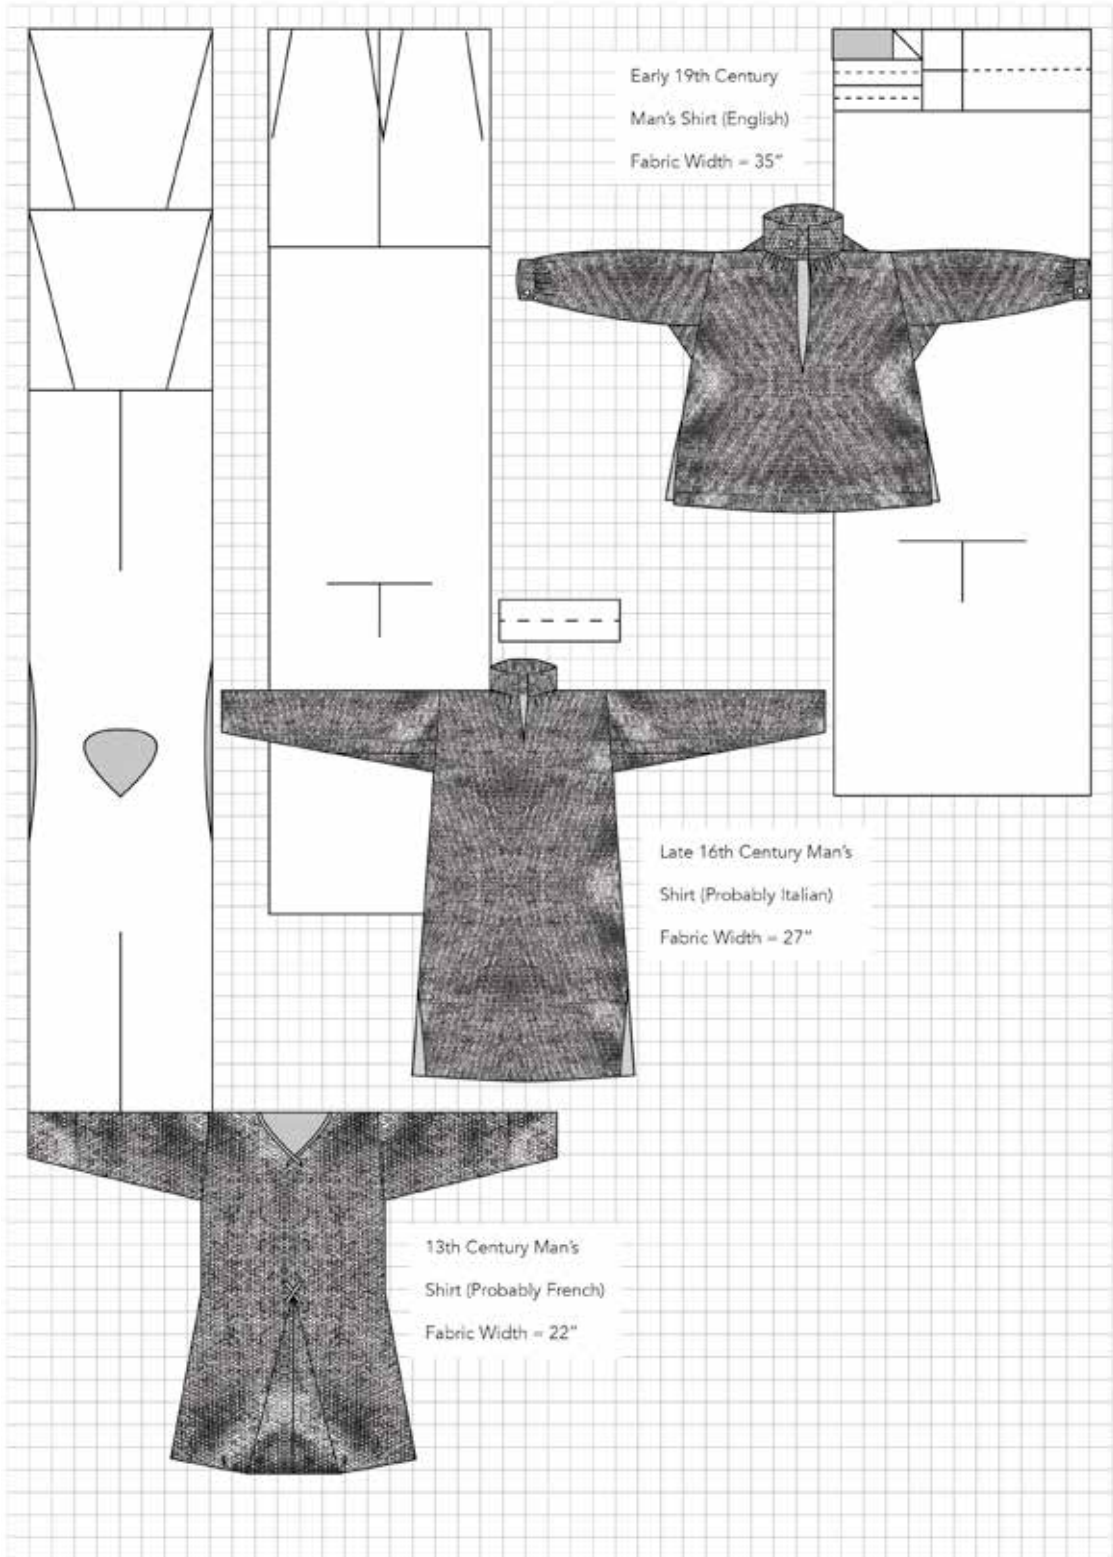 Early 19th Century
Man's Shirt (English)
Fabric Width = 35"
Late 16th Century Man's
Shirt (Probably Italian)
Fabric Width = 27"
13th Century Man's
Shirt (Probably French)
Fabric Width = 22"